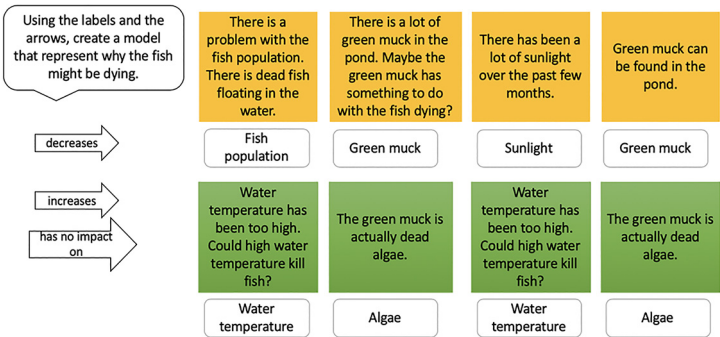 Using the labels and the
arrows, create a model
that represent why the fish
might be dying.
There is a
problem with the
fish population.
There is dead fish
floating in the
water.
There is a lot of
green muck in the
pond. Maybe the
green muck has
something to do
with the fish dying?
There has been a
lot of sunlight
over the past few
months.
Green muck can
be found in the
pond.
decreases
Fish
population
Green muck
Sunlight
Green muck
increases
has no impact
on
Water
temperature has
been too high.
Could high water
temperature kill
fish?
The green muck is
actually dead
algae.
Water
temperature has
been too high.
Could high water
temperature kill
fish?
The green muck is
actually dead
algae.
Water
temperature
Algae
Water
temperature
Algae